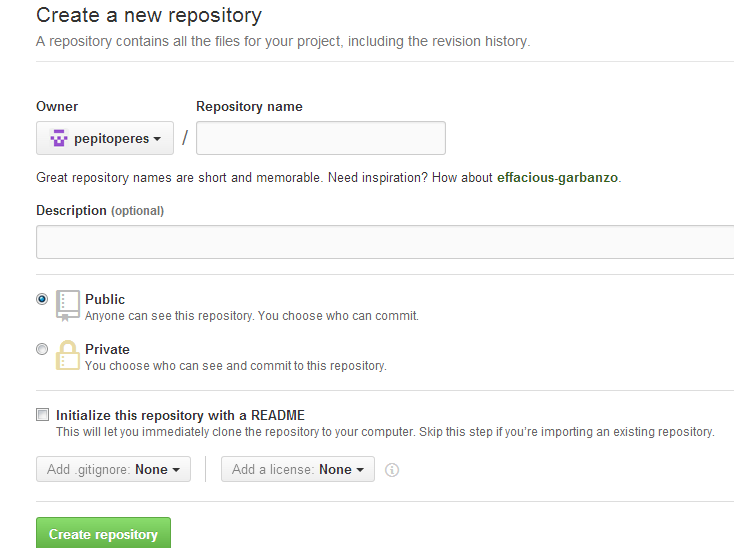 Create a new repository
A repository contains all the files for your project, including the revision history.
Owner Repository name
pepitoperes /
Great repository names are short and memorable. Need inspiration? How about effacious-garbanzo.
Description (optional)
Public
Anyone can see this repository. You choose who can commit.
Private
You choose who can see and commit to this repository.
Initialize this repository with a README
This will let you immediately clone the repository to your computer. Skip this step if you're importing an existing repository.
Add .gitignore: None Add a license: None
Create repository